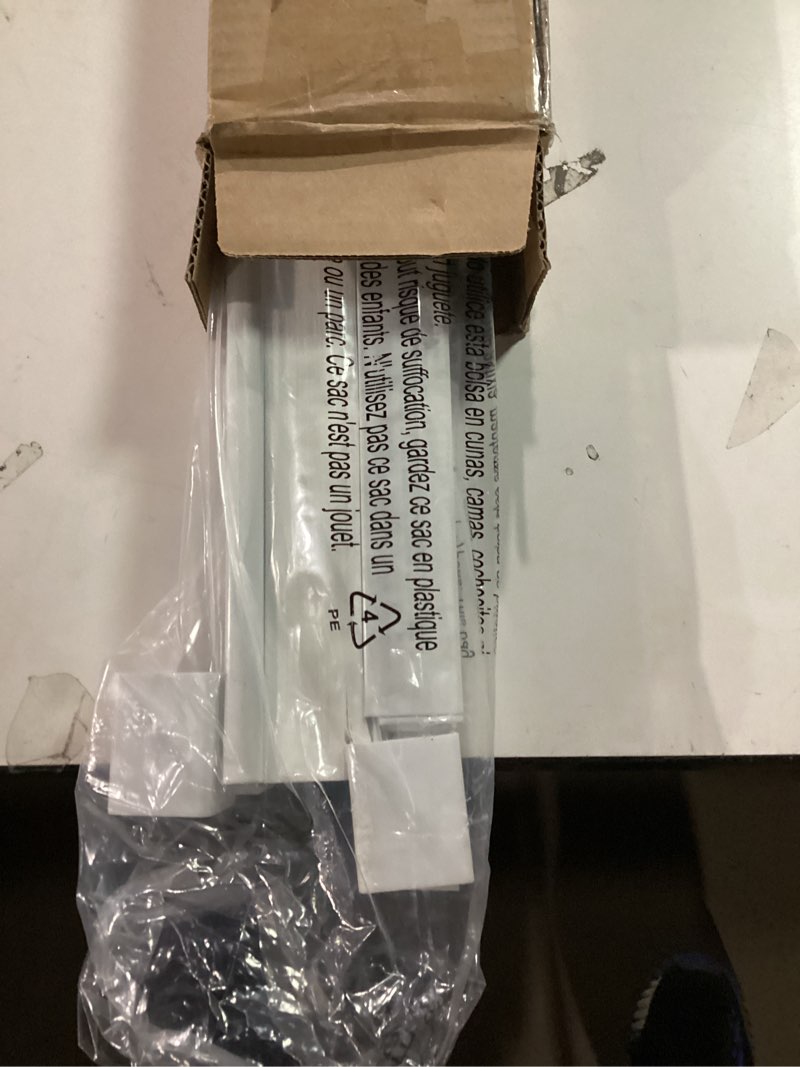 utilice esta bolsa en cunas, camas,
juguete.
risque de suffocation, gardez ce sac en plastique
des enfants. N'utilisez pas ce sac dans un
ou un parc. Ce sac n'est pas un jouet.
4
PE